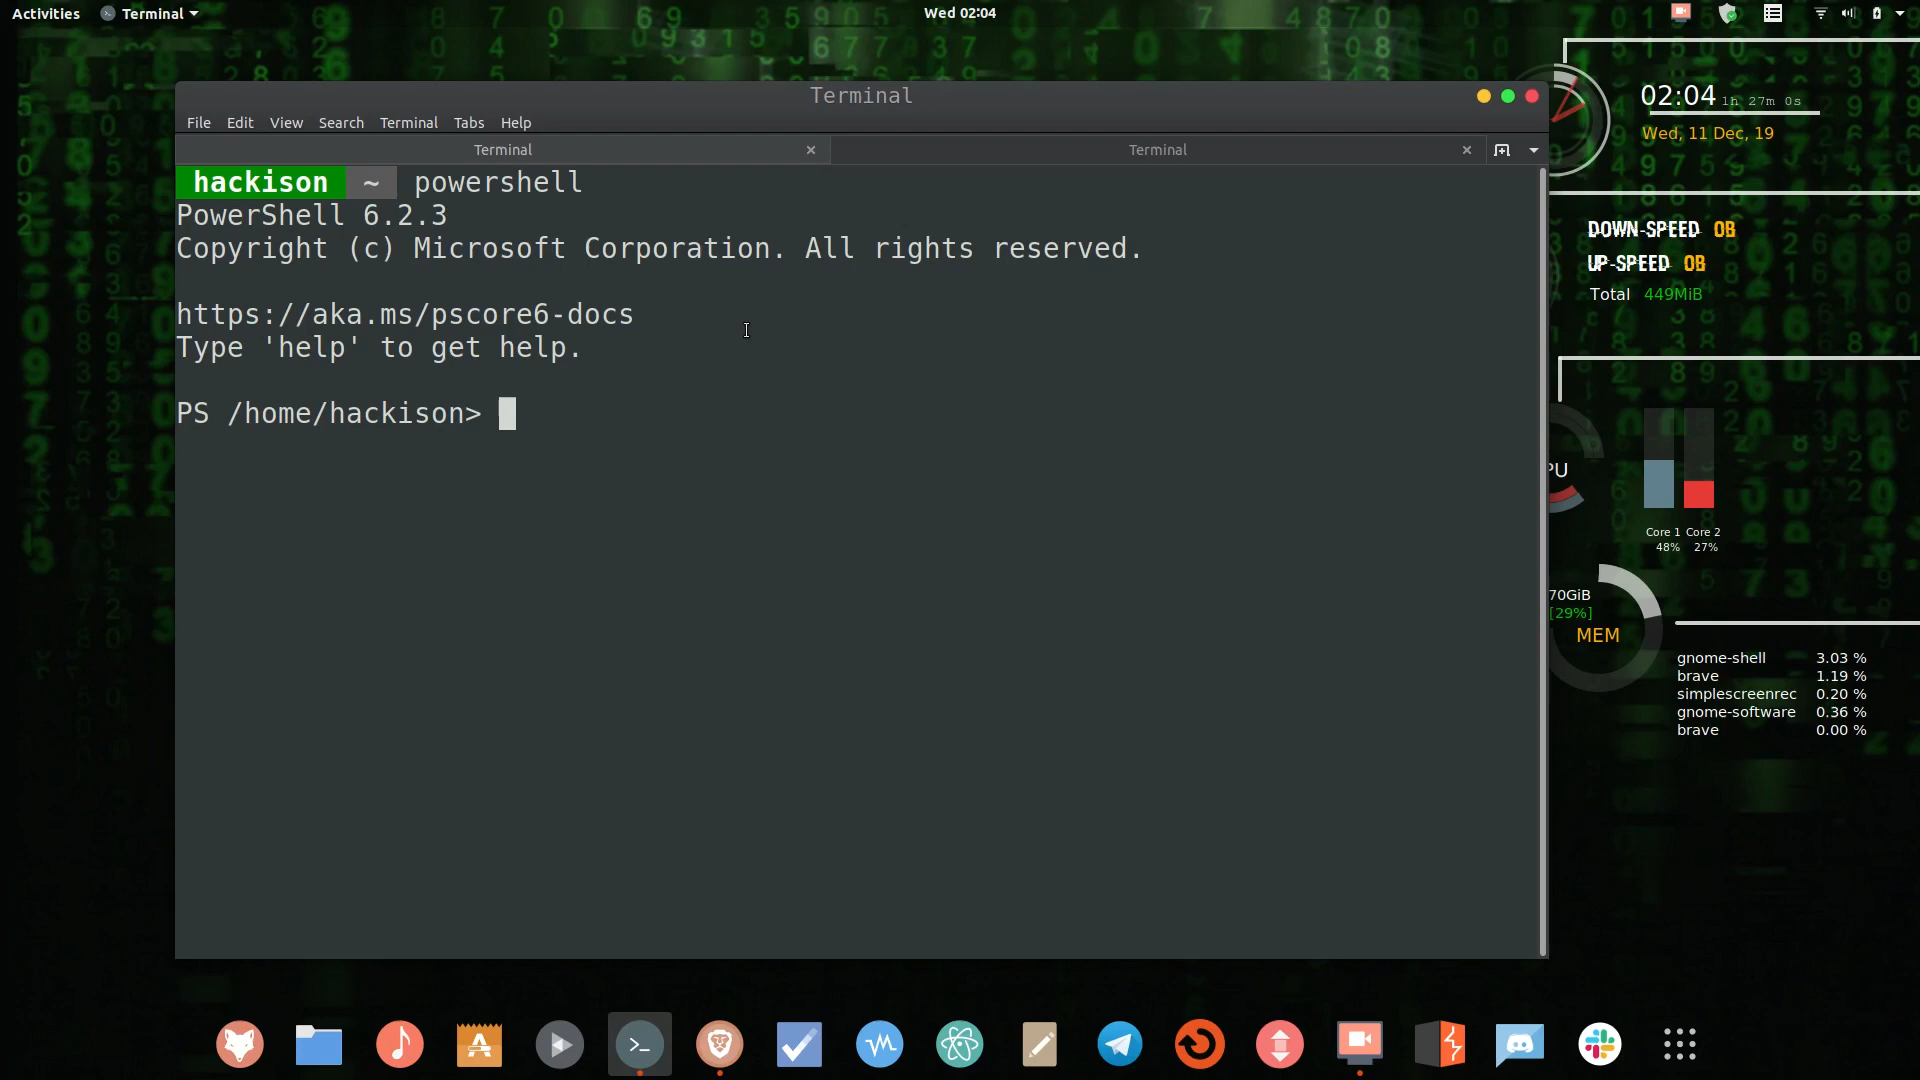 Activities Terminal Wed 02:04
Terminal
File Edit View Search Terminal Tabs Help
Terminal Terminal
hackison ~ powershell
PowerShell 6.2.3
Copyright (c) Microsoft Corporation. All rights reserved.
https://aka.ms/pscore6-docs
Type 'help' to get help.
PS /home/hackison>
02:04 1h 27m 0s
Wed, 11 Dec, 19
DOWN-SPEED 0B
UP-SPEED 0B
Total 449MiB
PU
Core 1 Core 2
48% 27%
70GiB
[29%]
MEM
gnome-shell 3.03 %
brave 1.19 %
simplescreenrec 0.20 %
gnome-software 0.36 %
brave 0.00 %